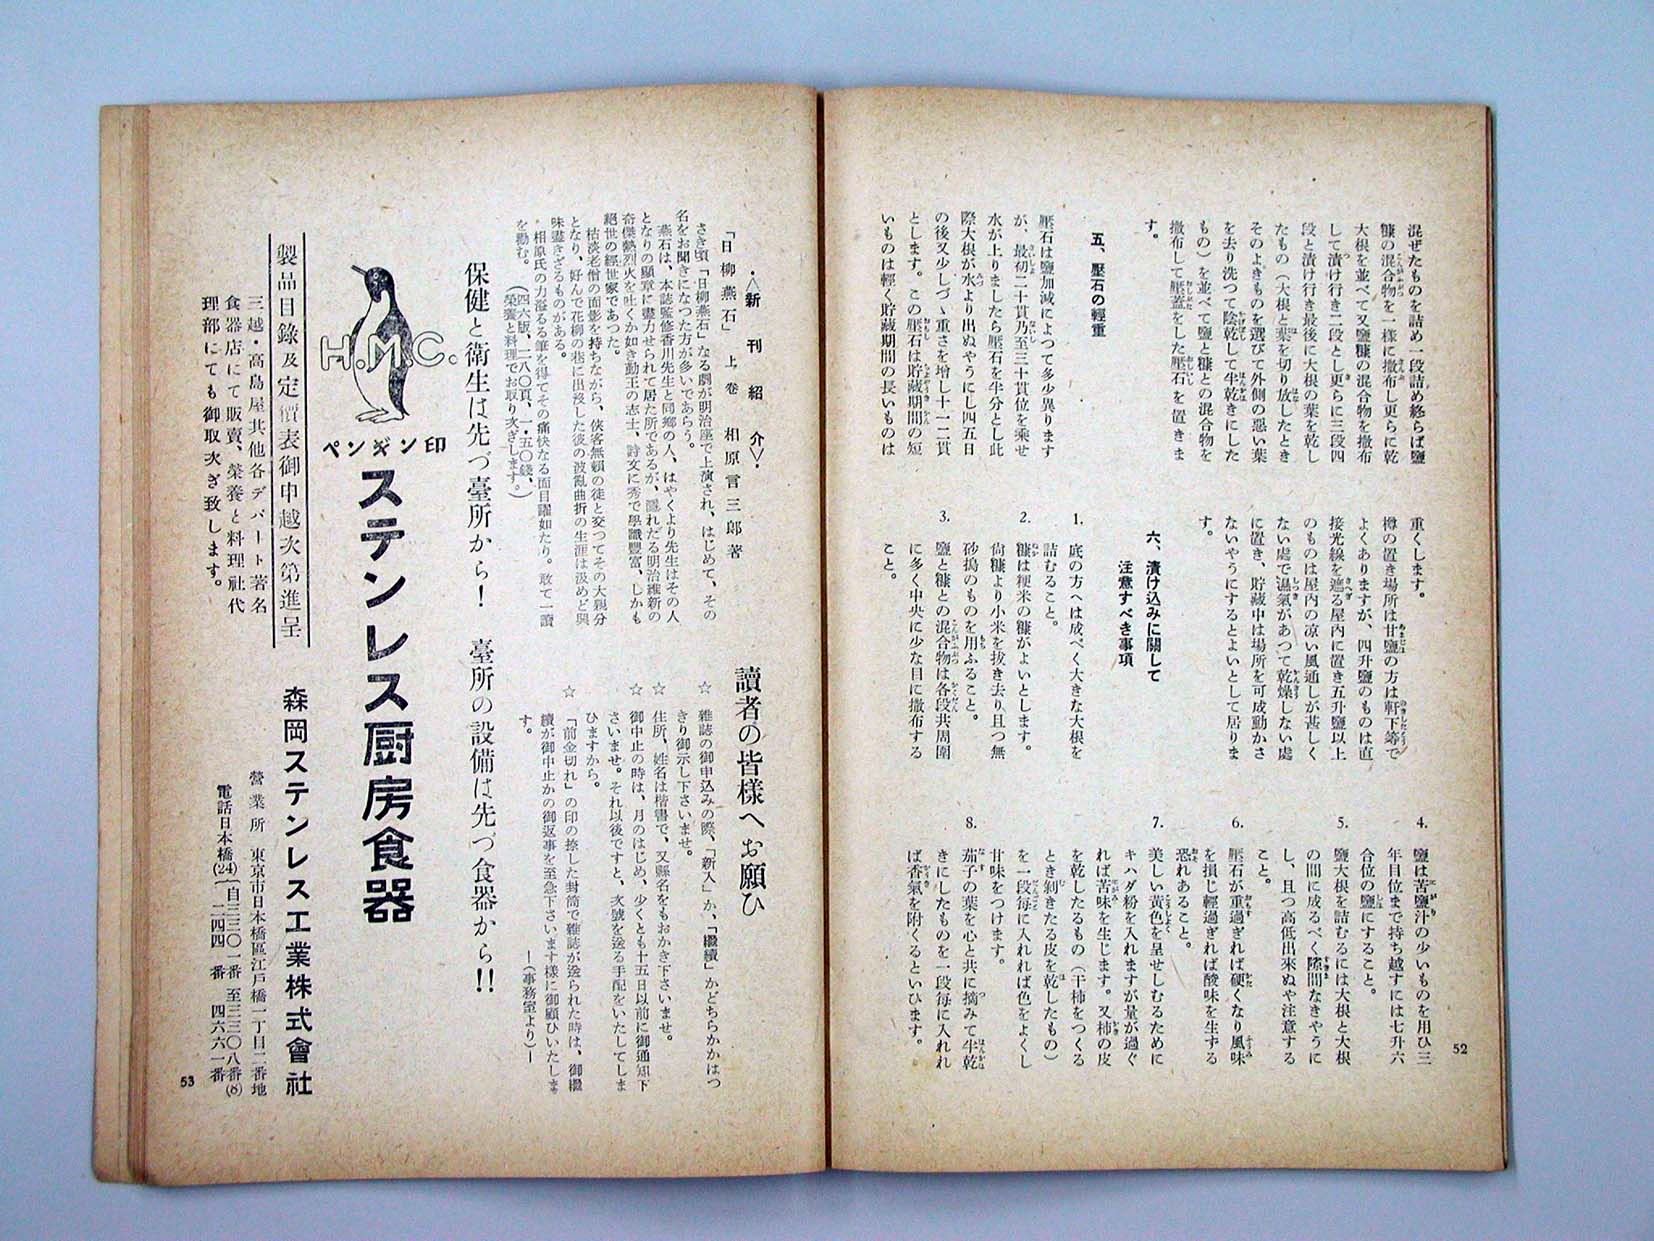 混ぜたものを詰め一段詰め終らば鹽
糠の混合物を一樣に撒布し更らに乾
大根を並べて又鹽糠の混合物を撒布
して漬け行き二段とし更らに三段四
段と漬け行き最後に大根の葉を乾し
たもの(大根と葉を切り放したとき
そのよきものを選びて外側の惡い葉
を去り洗つて陰乾して半乾きにした
もの)を並べて鹽と糠との混合物を
撒布して壓蓋をした壓石を置きま
す。
五、壓石の輕重
壓石は鹽加減によつて多少異ります
が、最初二十貫乃至三十貫位を乘せ
水が上りましたら壓石を半分とし此
際大根が水より出ぬやうにし四五日
の後又少しづゝ重さを增し十一二貫
とします。この壓石は貯藏期間の短
いものは輕く貯藏期間の長いものは
重くします。
樽の置き場所は甘鹽の方は軒下等で
よくありますが、四升鹽のものは直
接光線を遮る屋內に置き五升鹽以上
のものは屋內の凉い風通しが甚しく
ない處で濕氣があつて乾燥しない處
に置き、貯藏中は場所を可成動かさ
ないやうにするとよいとして居りま
す。
六、漬け込みに關して
注意すべき事項
1. 底の方へは成べく大きな大根を
詰むること。
2. 糠は粳米の糠がよいとします。
尙糠より小米を拔き去り且つ無
砂搗のものを用ふること。
3. 鹽と糠との混合物は各段共周圍
に多く中央に少な目に撒布する
こと。
4. 鹽は苦鹽汁の少いものを用ひ三
年目位まで持ち越すには七升六
合位の鹽にすること。
5. 鹽大根を詰むるには大根と大根
の間に成るべく隙間なきやうに
し、且つ高低出來ぬや注意する
こと。
6. 壓石が重過ぎれば硬くなり風味
を損じ輕過ぎれば酸味を生ずる
恐れあること。
7. 美しい黃色を呈せしむるために
キハダ粉を入れますが量が過ぐ
れば苦味を生じます。又柿の皮
を乾したるもの(干柿をつくる
とき剝きたる皮を乾したもの)
を一段每に入れれば色をよくし
甘味をつけます。
8. 茄子の葉を心と共に摘みて半乾
きにしたものを一段每に入れれ
ば香氣を附くるといひます。
52
・〈新刊紹介〉・
「日柳燕石」上卷 相原言三郎著
さき頃「日柳燕石」なる劇が明治座で上演され、はじめて、その
名をお聞きになつた方が多いであらう。
燕石は、本誌監修香川先生と同鄕の人、はやくより先生はその人
となりの顯章に盡力せられて居た所であるが、隱れたる明治維新の
奇傑熱烈火を吐くか如き勤王の志士、詩文に秀で學識豐富、しかも
絕世の經世家であつた。
枯淡老僧の面影を持ちながら、俠客無賴の徒と交つてその大親分
となり、好んで花柳の巷に出沒した後の波亂曲折の生涯は汲めど興
味盡きざるものがある。
相原氏の力溢るる筆を得てその痛快なる面目躍如たり。敢て一讀
を勸む。(四六版、二八〇頁、一・五〇錢、
(榮養と料理でお取り次ぎします。)
讀者の皆樣へお願ひ
☆ 雜誌の御申込みの際、「新入」か、「繼續」かどちらかかはつ
きり御示し下さいませ。
☆ 住所、姓名は楷書で、又縣名をもおかき下さいませ。
☆ 御中止の時は、月のはじめ、少くとも十五日以前に御通知下
さいませ。それ以後ですと、次號を送る手配をいたしてしま
ひますから。
☆ 「前金切れ」の印の捺した封筒で雜誌が送られた時は、御繼
續か御中止かの御返事を至急下さいます樣に御願ひいたしま
す。
―(事務室より)―
保健と衛生は先づ臺所から! 臺所の設備は先づ食器から!!
H.M.C.
ペンギン印
ステンレス厨房食器
森岡ステンレス工業株式會社
營業所 東京市日本橋區江戶橋一丁目二番地
電話日本橋(24)自三三〇一番 至三三〇八番(8)
二四四一番 四六六一番
製品目錄及定價表御申越次第進呈
三越・高島屋其他各デパート著名
食器店にて販賣、榮養と料理社代
理部にても御取次ぎ致します。
53